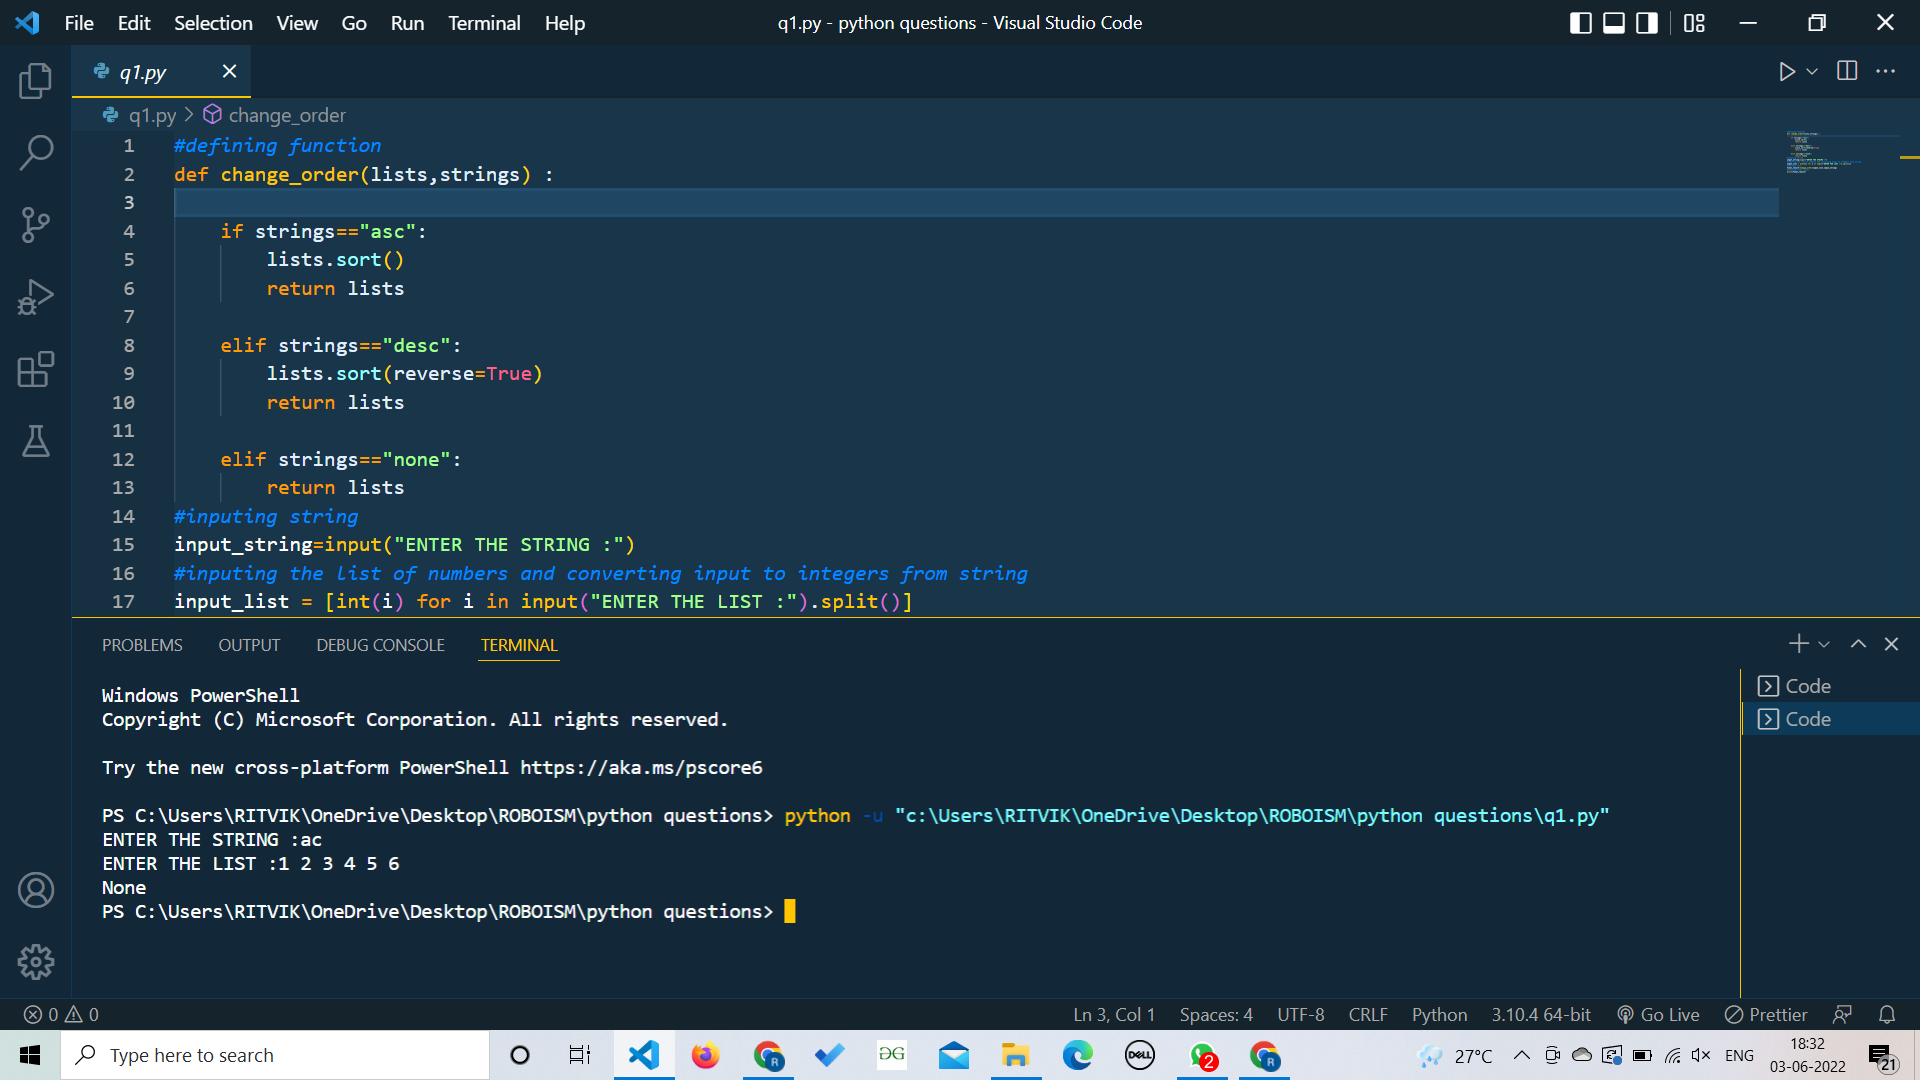 File Edit Selection View Go Run Terminal Help q1.py - python questions - Visual Studio Code
q1.py
q1.py > change_order
1 #defining function
2 def change_order(lists,strings) :
3
4     if strings=="asc":
5         lists.sort()
6         return lists
7
8     elif strings=="desc":
9         lists.sort(reverse=True)
10         return lists
11
12     elif strings=="none":
13         return lists
14 #inputing string
15 input_string=input("ENTER THE STRING :")
16 #inputing the list of numbers and converting input to integers from string
17 input_list = [int(i) for i in input("ENTER THE LIST :").split()]
PROBLEMS OUTPUT DEBUG CONSOLE TERMINAL
Windows PowerShell
Copyright (C) Microsoft Corporation. All rights reserved.
Try the new cross-platform PowerShell https://aka.ms/pscore6
PS C:\Users\RITVIK\OneDrive\Desktop\ROBOISM\python questions> python -u "c:\Users\RITVIK\OneDrive\Desktop\ROBOISM\python questions\q1.py"
ENTER THE STRING :ac
ENTER THE LIST :1 2 3 4 5 6
None
PS C:\Users\RITVIK\OneDrive\Desktop\ROBOISM\python questions>
Code
Code
0 0 Ln 3, Col 1 Spaces: 4 UTF-8 CRLF Python 3.10.4 64-bit Go Live Prettier
Type here to search
R
DELL
2
R
27°C
ENG
18:32
03-06-2022
21